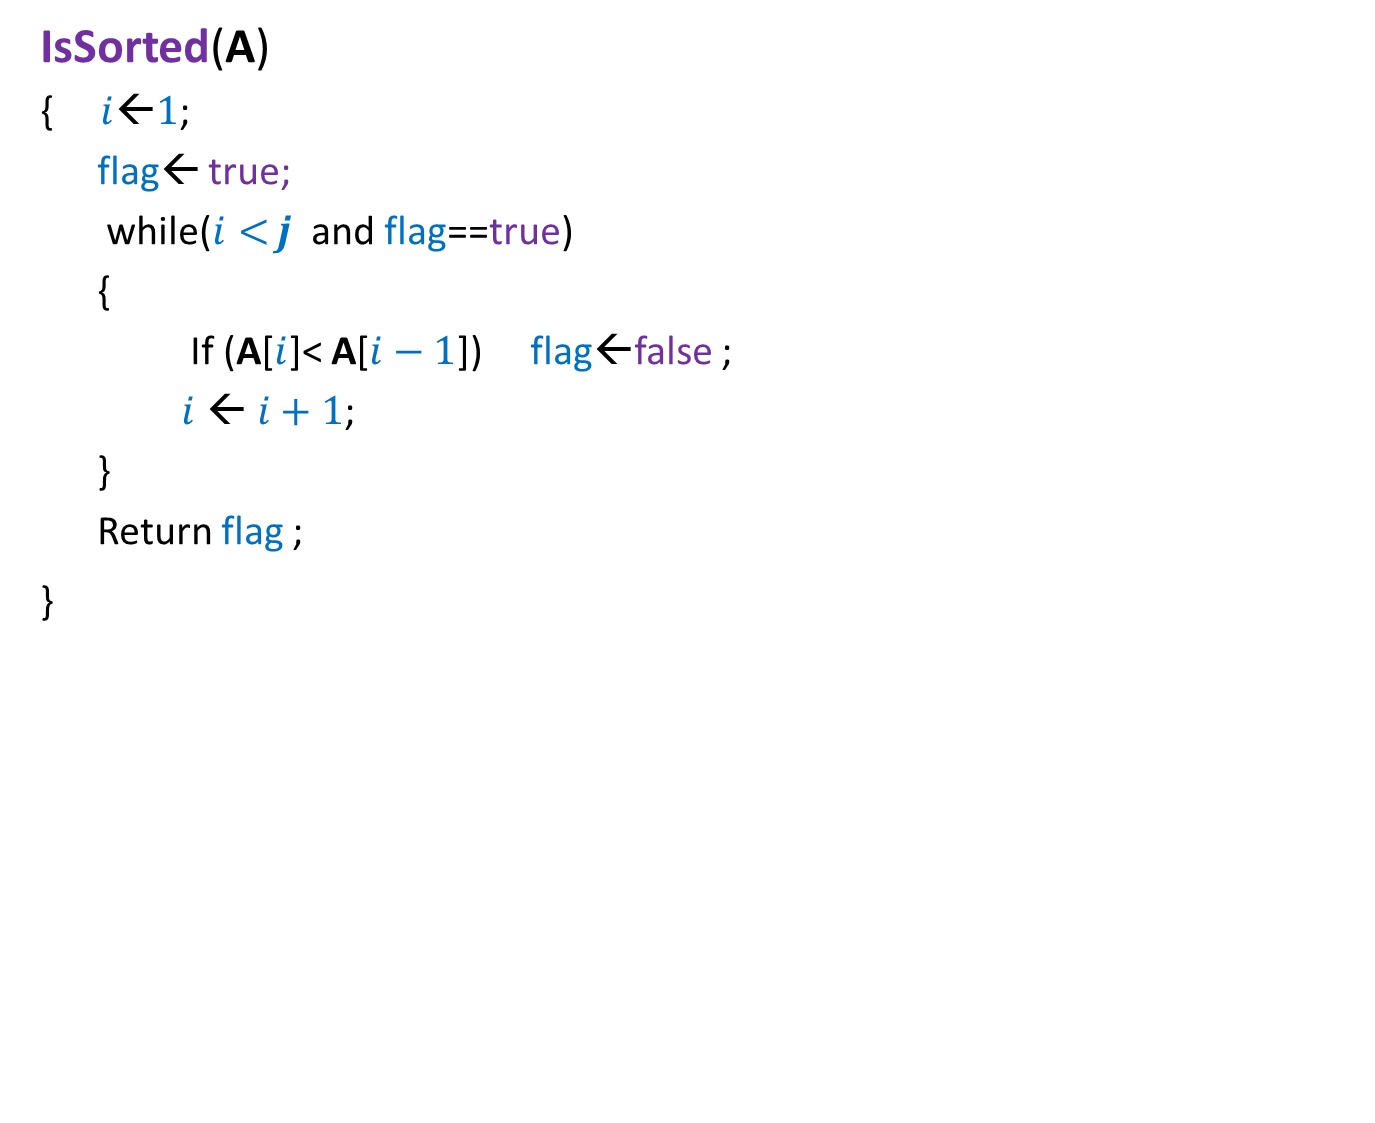 IsSorted(A)
{ i←1;
flag← true;
while(i < j and flag==true)
{
If (A[i]< A[i − 1]) flag←false ;
i ← i + 1;
}
Return flag ;
}